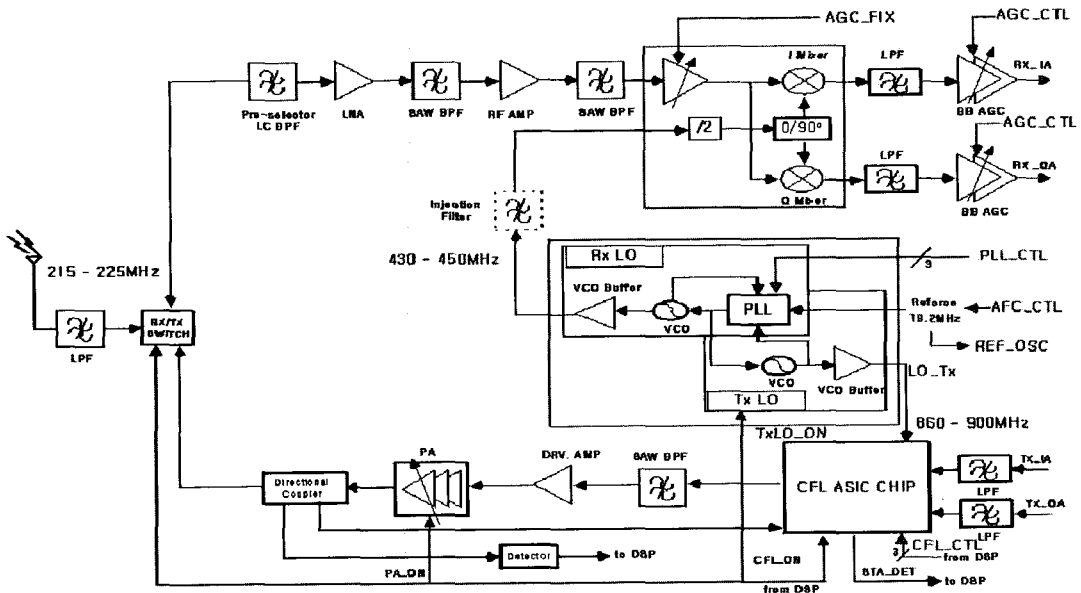 AGC_FIX
AGC_CTL
I Mixer
LPF
RX_IA
Pre-selector
LC BPF
LNA
SAW BPF
RF AMP
SAW BPF
BB AGC
/2
0/90°
AGC_CTL
LPF
RX_QA
Injection
Filter
Q Mixer
BB AGC
215 - 225MHz
430 - 450MHz
Rx LO
3
PLL_CTL
VCO Buffer
PLL
VCO
19.2MHz
AFC_CTL
RX/TX
SWITCH
LPF
REF_OSC
VCO
VCO Buffer
LO_Tx
Tx LO
TxLO_ON
860 - 900MHz
PA
DRV. AMP
SAW BPF
TX_IA
Directional
Coupler
CFL ASIC CHIP
LPF
TX_QA
LPF
Detector
to DSP
CFL_ON
3
CFL_CTL
from DSP
PA_ON
from DSP
STA_DET
to DSP